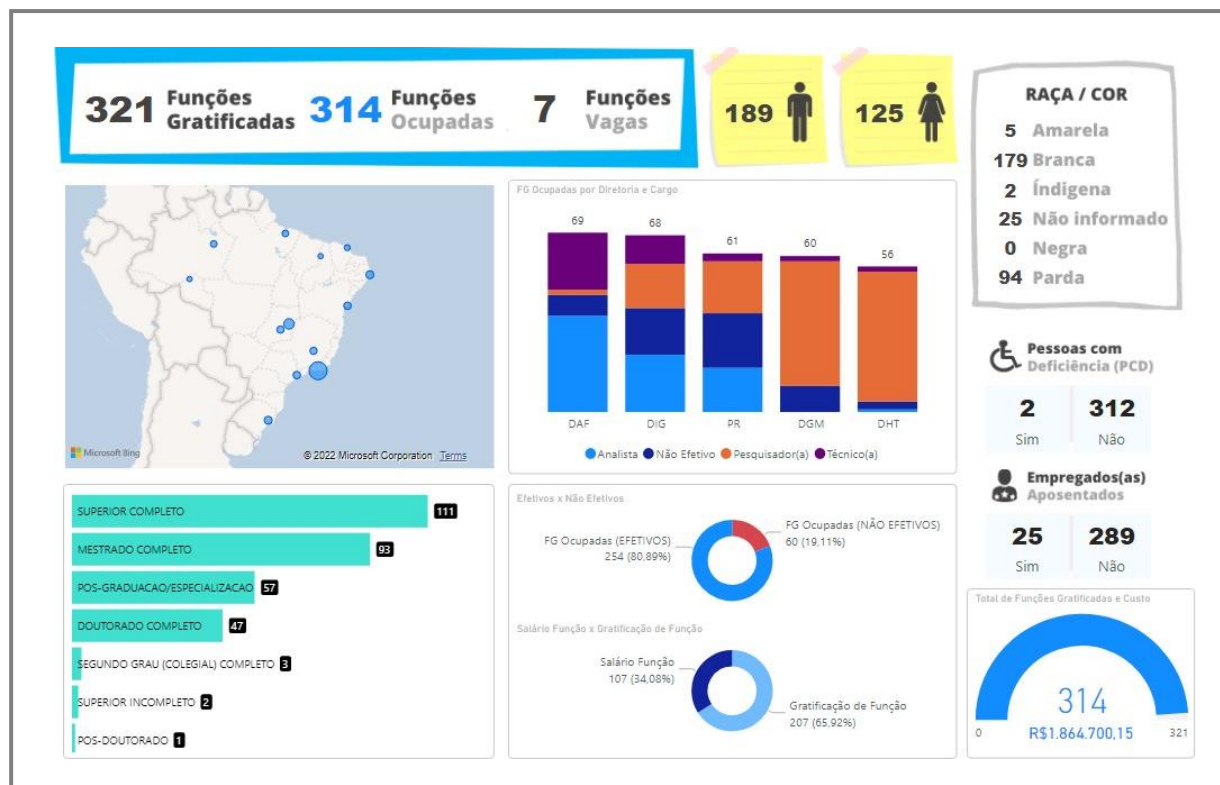 321 Funções
Gratificadas
314 Funções
Ocupadas
7 Funções
Vagas
189
125
RAÇA / COR
5 Amarela
179 Branca
2 Índigena
25 Não informado
0 Negra
94 Parda
Microsoft Bing
© 2022 Microsoft Corporation Terms
FG Ocupadas por Diretoria e Cargo
69
68
61
60
56
DAF
DIG
PR
DGM
DHT
Analista
Não Efetivo
Pesquisador(a)
Técnico(a)
Pessoas com
Deficiência (PCD)
2
312
Sim
Não
Empregados(as)
Aposentados
25
289
Sim
Não
SUPERIOR COMPLETO 111
MESTRADO COMPLETO 93
POS-GRADUACAO/ESPECIALIZACAO 57
DOUTORADO COMPLETO 47
SEGUNDO GRAU (COLEGIAL) COMPLETO 3
SUPERIOR INCOMPLETO 2
POS-DOUTORADO 1
Efetivos x Não Efetivos
FG Ocupadas (EFETIVOS)
254 (80,89%)
FG Ocupadas (NÃO EFETIVOS)
60 (19,11%)
Salário Função x Gratificação de Função
Salário Função
107 (34,08%)
Gratificação de Função
207 (65,92%)
Total de Funções Gratificadas e Custo
314
R$1.864.700,15
0
321